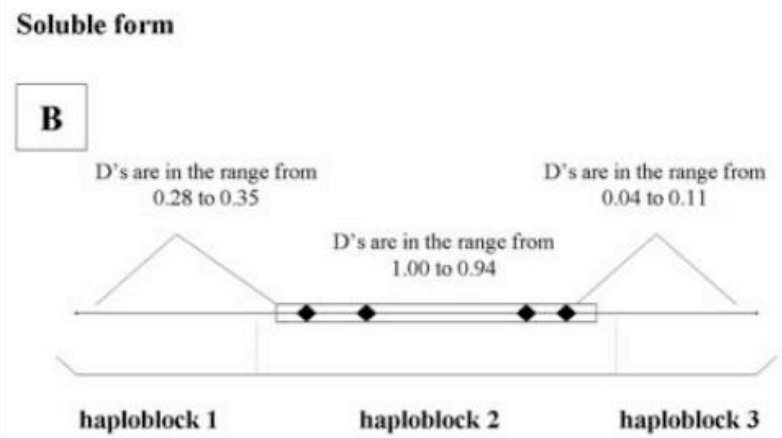 Soluble form
B
D's are in the range from
0.28 to 0.35
D's are in the range from
0.04 to 0.11
D's are in the range from
1.00 to 0.94
haploblock 1
haploblock 2
haploblock 3